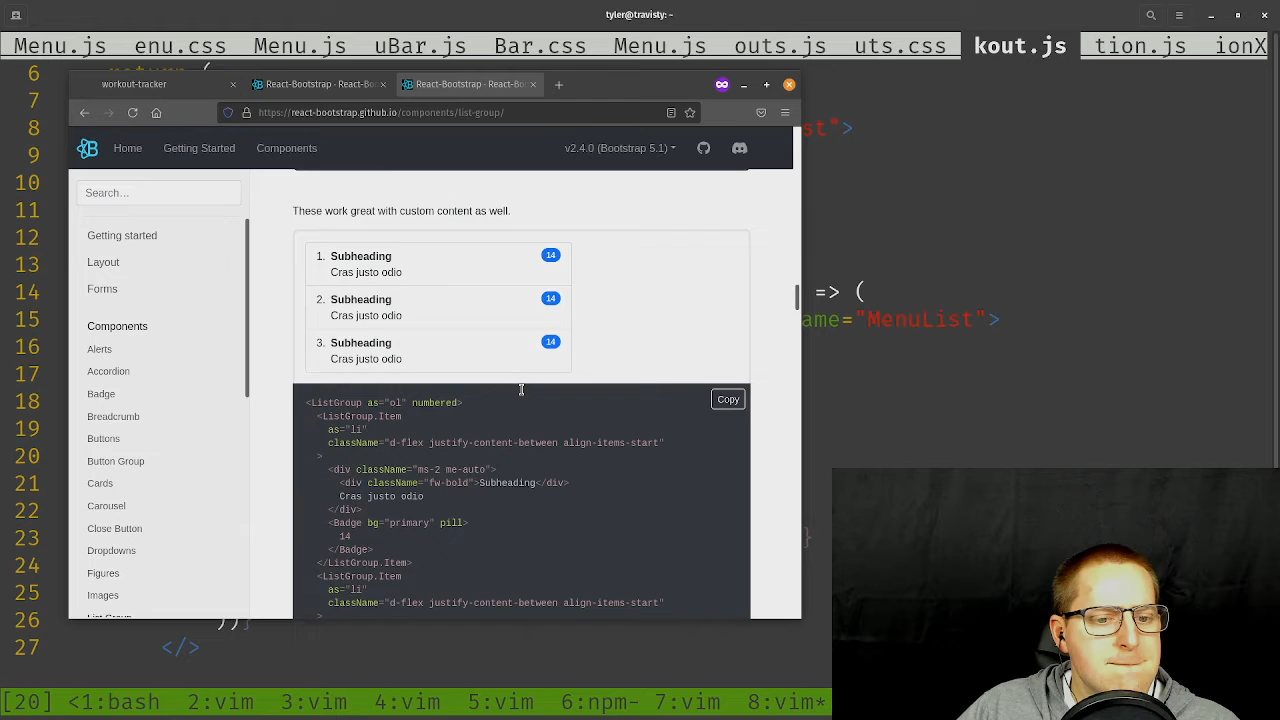 tyler@travisty: ~
Menu.js enu.css Menu.js uBar.js Bar.css Menu.js outs.js uts.css kout.js tion.js ionX
6 return (
7
8 st">
9
10
11
12
13
14 => (
15 ame="MenuList">
16
17
18
19
20
21
22
23 }
24
25
26 ))}
27 </>
workout-tracker
React-Bootstrap · React-Bo
React-Bootstrap · React-Bo
https://react-bootstrap.github.io/components/list-group/
Home Getting Started Components v2.4.0 (Bootstrap 5.1)
Search…
Getting started
Layout
Forms
Components
Alerts
Accordion
Badge
Breadcrumb
Buttons
Button Group
Cards
Carousel
Close Button
Dropdowns
Figures
Images
List Group
These work great with custom content as well.
1. Subheading 14
Cras justo odio
2. Subheading 14
Cras justo odio
3. Subheading 14
Cras justo odio
Copy
<ListGroup as="ol" numbered>
<ListGroup.Item
as="li"
className="d-flex justify-content-between align-items-start"
>
<div className="ms-2 me-auto">
<div className="fw-bold">Subheading</div>
Cras justo odio
</div>
<Badge bg="primary" pill>
14
</Badge>
</ListGroup.Item>
<ListGroup.Item
as="li"
className="d-flex justify-content-between align-items-start"
>
[20] <1:bash 2:vim 3:vim 4:vim 5:vim 6:npm- 7:vim 8:vim*